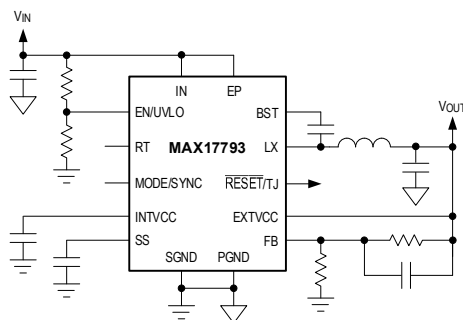 VIN
IN
EP
EN/UVLO
BST
VOUT
RT
MAX17793
LX
MODE/SYNC
RESET/TJ
INTVCC
EXTVCC
SS
FB
SGND
PGND